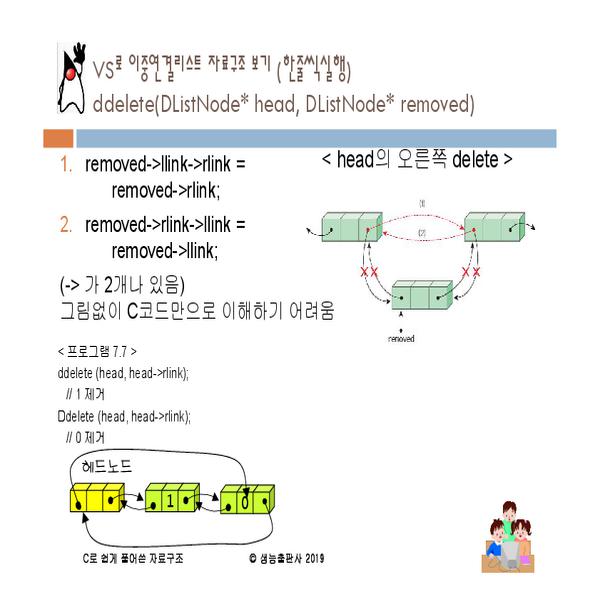 VS로 이중연결리스트 자료구조 보기 (한줄씩실행)
ddelete(DListNode* head, DListNode* removed)
1. removed->llink->rlink =
removed->rlink;
2. removed->rlink->llink =
removed->llink;
(-> 가 2개나 있음)
그림없이 C코드만으로 이해하기 어려움
< head의 오른쪽 delete >
(1)
(2)
removed
< 프로그램 7.7 >
ddelete (head, head->rlink);
// 1 제거
Ddelete (head, head->rlink);
// 0 제거
헤드노드
1
0
C로 쉽게 풀어쓴 자료구조
© 생능출판사 2019